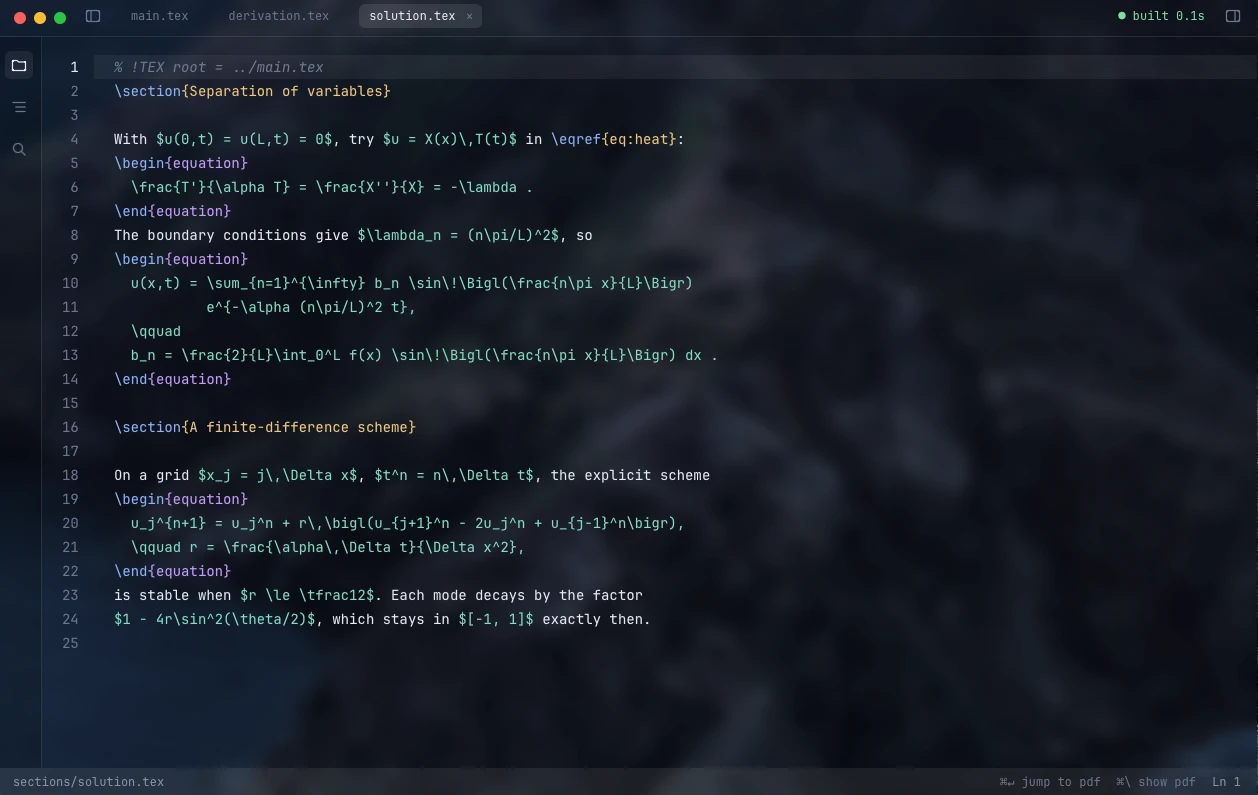 main.tex derivation.tex solution.tex × built 0.1s
1 % !TEX root = ../main.tex
2 \section{Separation of variables}
3
4 With $u(0,t) = u(L,t) = 0$, try $u = X(x)\,T(t)$ in \eqref{eq:heat}:
5 \begin{equation}
6   \frac{T'}{\alpha T} = \frac{X''}{X} = -\lambda .
7 \end{equation}
8 The boundary conditions give $\lambda_n = (n\pi/L)^2$, so
9 \begin{equation}
10   u(x,t) = \sum_{n=1}^{\infty} b_n \sin\!\Bigl(\frac{n\pi x}{L}\Bigr)
11            e^{-\alpha (n\pi/L)^2 t},
12   \qquad
13   b_n = \frac{2}{L}\int_0^L f(x) \sin\!\Bigl(\frac{n\pi x}{L}\Bigr) dx .
14 \end{equation}
15
16 \section{A finite-difference scheme}
17
18 On a grid $x_j = j\,\Delta x$, $t^n = n\,\Delta t$, the explicit scheme
19 \begin{equation}
20   u_j^{n+1} = u_j^n + r\,\bigl(u_{j+1}^n - 2u_j^n + u_{j-1}^n\bigr),
21   \qquad r = \frac{\alpha\,\Delta t}{\Delta x^2},
22 \end{equation}
23 is stable when $r \le \tfrac12$. Each mode decays by the factor
24 $1 - 4r\sin^2(\theta/2)$, which stays in $[-1, 1]$ exactly then.
25
sections/solution.tex ⌘↵ jump to pdf ⌘\ show pdf Ln 1